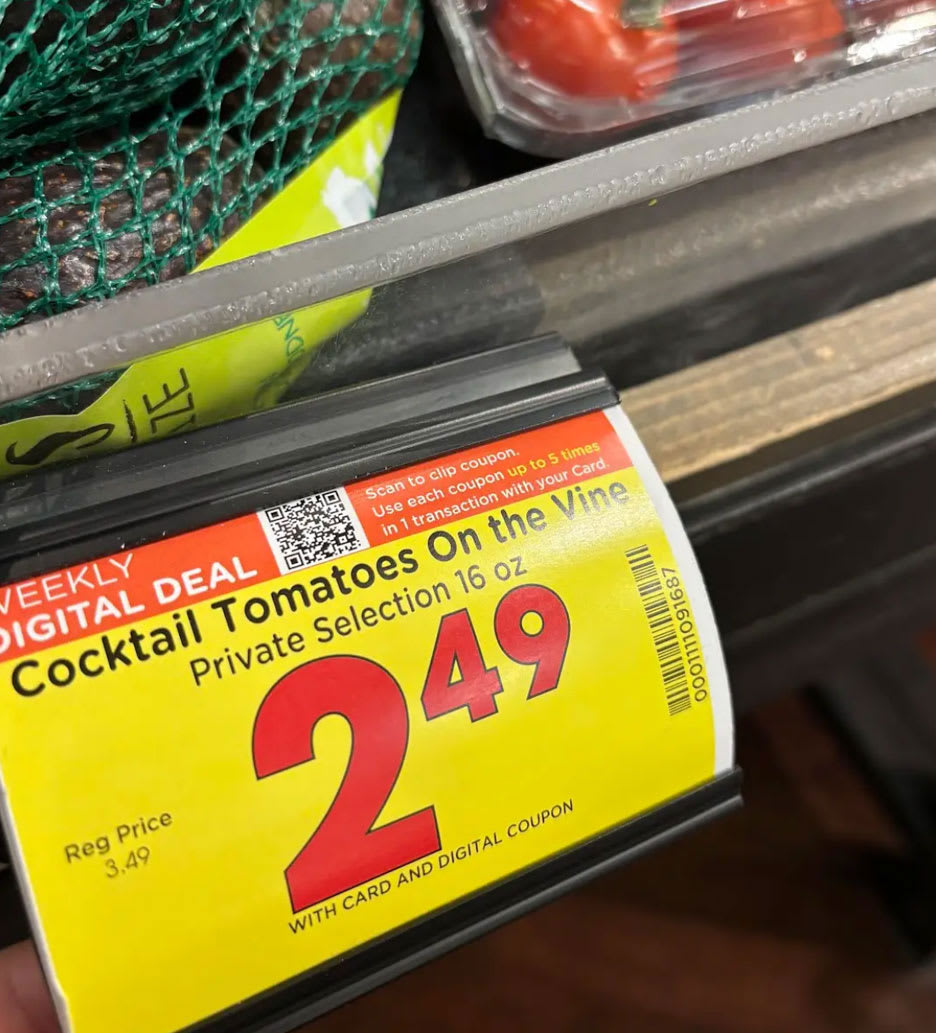 IZE
WEEKLY
DIGITAL DEAL
Scan to clip coupon.
Use each coupon up to 5 times
in 1 transaction with your Card.
Cocktail Tomatoes On the Vine
Private Selection 16 oz
2 49
Reg Price
3.49
WITH CARD AND DIGITAL COUPON
0001111091687